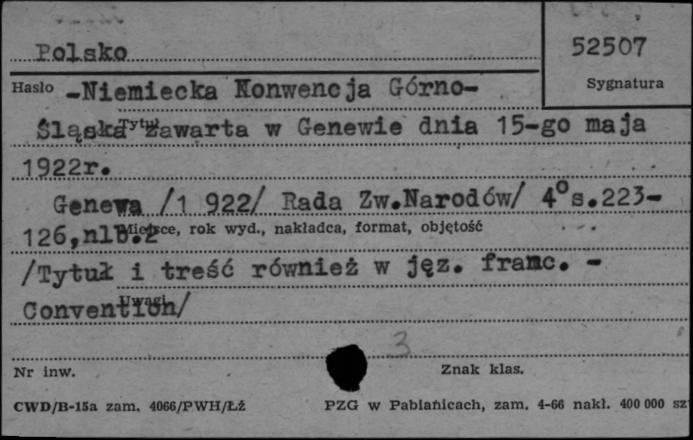 Polsko
52507
Sygnatura
Hasło -Niemiecka Konwencja Górno-
Śląska Tytuł zawarta w Genewie dnia 15-go maja
1922r.
Genewa /1 922/ Rada Zw.Narodów/ 4°s.223-
126,nlb.2 Miejsce, rok wyd., nakładca, format, objętość
/Tytuł i treść również w jęz. franc. -
Convention/ Uwagi
3
Nr inw.
Znak klas.
CWD/B-15a zam. 4066/PWH/Łż
PZG w Pabianicach, zam. 4-66 nakł. 400 000 sz